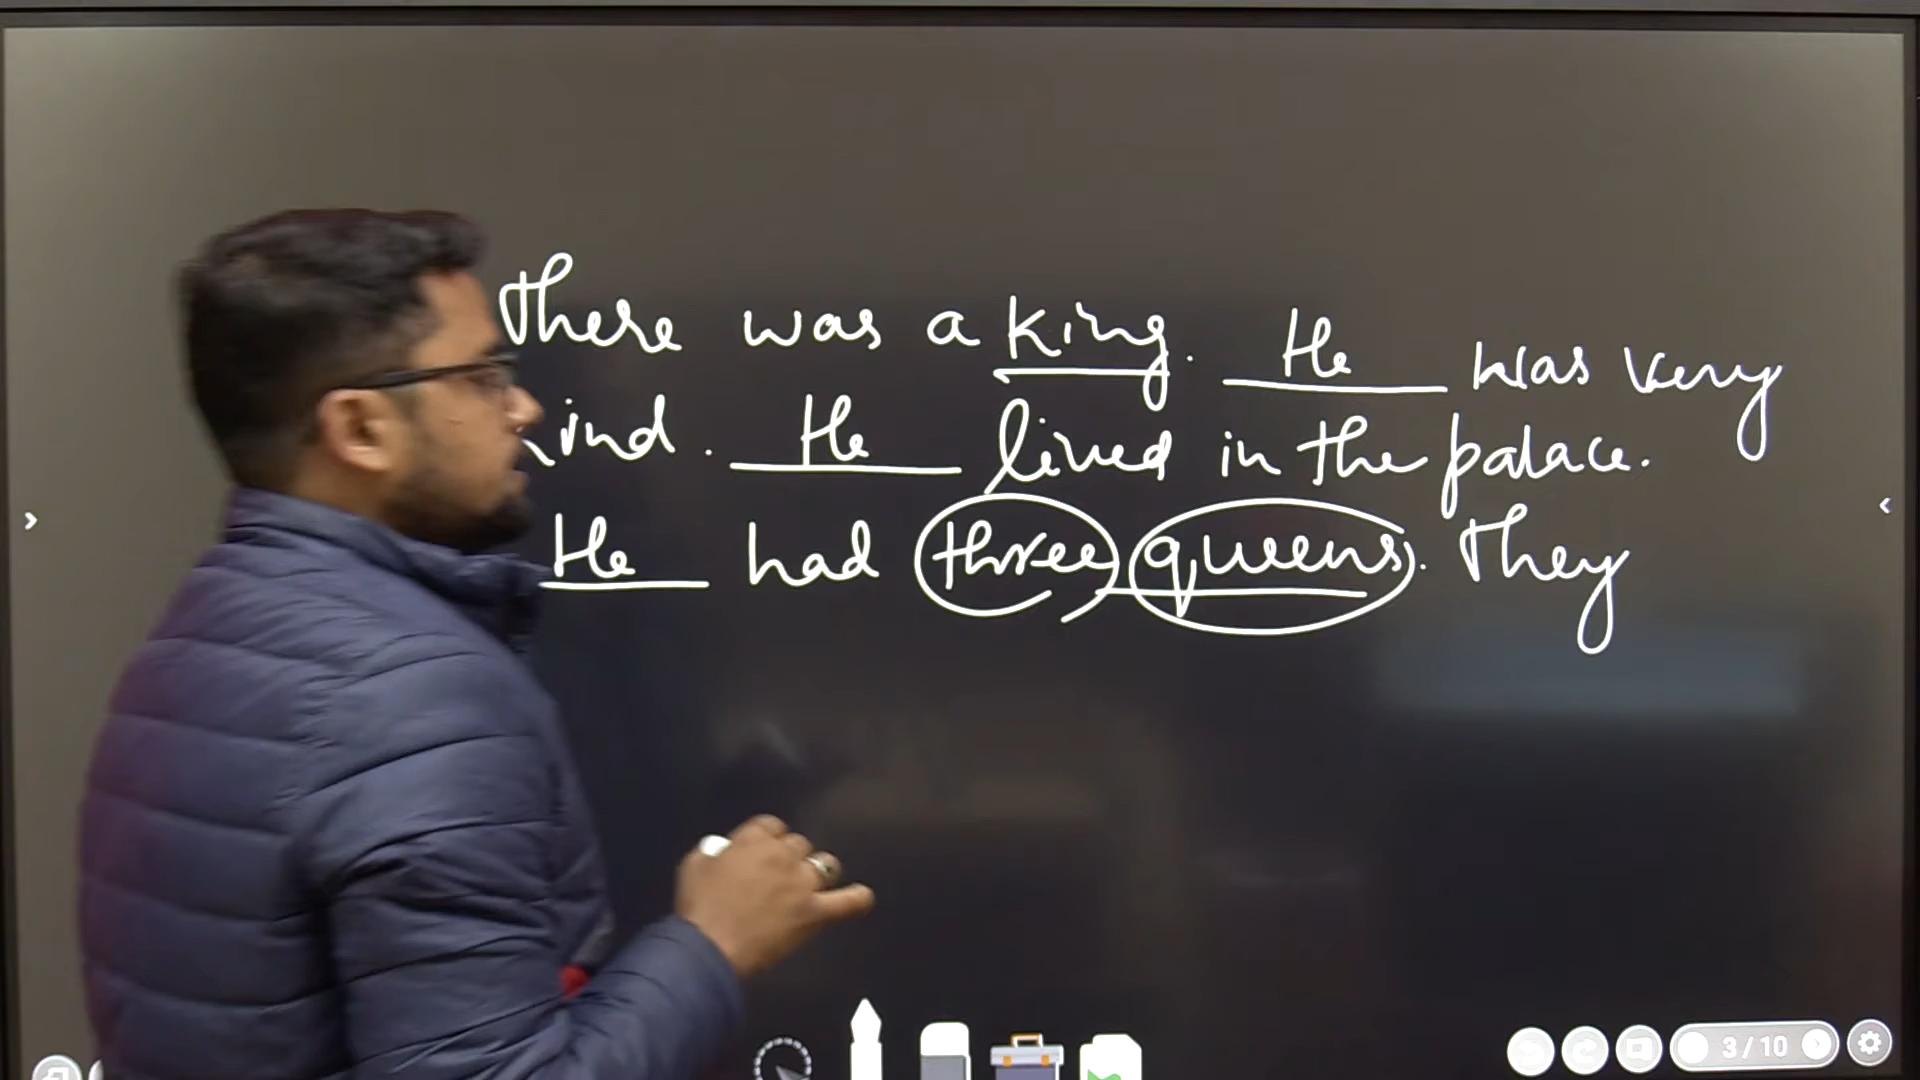 There was a king. He was very
kind. He lived in the palace.
He had three queens. They
3/10